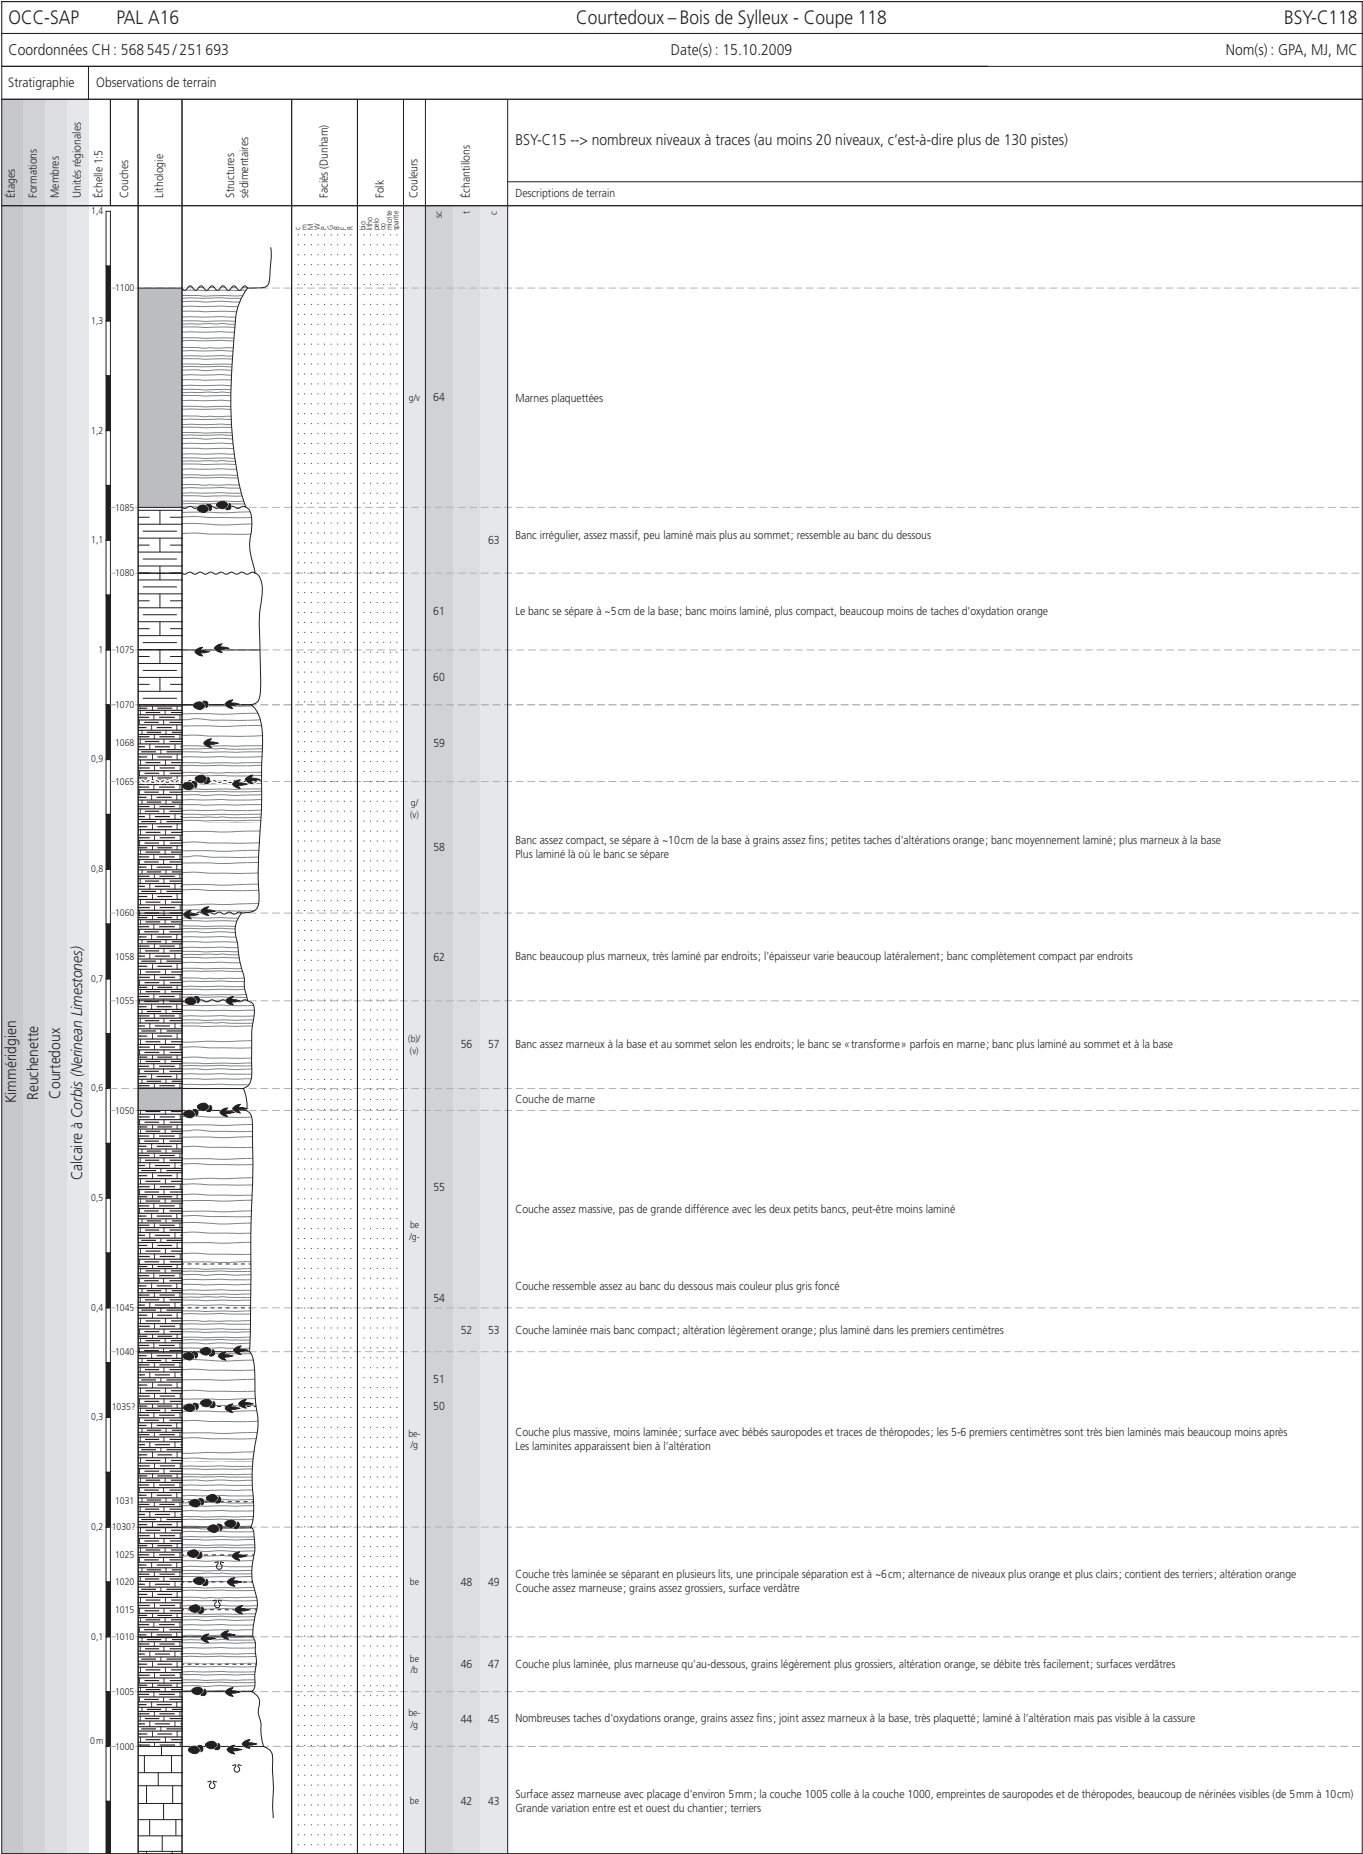 OCC-SAP PAL A16 Courtedoux – Bois de Sylleux - Coupe 118 BSY-C118
Coordonnées CH : 568 545 / 251 693 Date(s) : 15.10.2009 Nom(s) : GPA, MJ, MC
Stratigraphie Observations de terrain
Étages
Formations
Membres
Unités régionales
Échelle 1:5
Couches
Lithologie
Structures
sédimentaires
Faciès (Dunham)
Folk
Couleurs
Échantillons
BSY-C15 --> nombreux niveaux à traces (au moins 20 niveaux, c'est-à-dire plus de 130 pistes)
Descriptions de terrain
sc t c
1,4
1100
1,3
g/v 64 Marnes plaquettées
1,2
1085
1,1 63 Banc irrégulier, assez massif, peu laminé mais plus au sommet; ressemble au banc du dessous
1080
61 Le banc se sépare à ~5 cm de la base; banc moins laminé, plus compact, beaucoup moins de taches d'oxydation orange
1 1075
60
1070
1068 59
0,9
1065
g/
(v)
58 Banc assez compact, se sépare à ~10 cm de la base à grains assez fins; petites taches d'altérations orange; banc moyennement laminé; plus marneux à la base
Plus laminé là où le banc se sépare
0,8
1060
1058 62 Banc beaucoup plus marneux, très laminé par endroits; l'épaisseur varie beaucoup latéralement; banc complètement compact par endroits
0,7
1055
(b)/
(v)
56 57 Banc assez marneux à la base et au sommet selon les endroits; le banc se «transforme» parfois en marne; banc plus laminé au sommet et à la base
0,6
Couche de marne
1050
Kimméridgien
Reuchenette
Courtedoux
Calcaire à Corbis (Nerinean Limestones)
55
0,5
Couche assez massive, pas de grande différence avec les deux petits bancs, peut-être moins laminé
be
/g-
Couche ressemble assez au banc du dessous mais couleur plus gris foncé
54
0,4 1045
52 53 Couche laminée mais banc compact; altération légèrement orange; plus laminé dans les premiers centimètres
1040
51
1035? 50
0,3
be-
/g
Couche plus massive, moins laminée; surface avec bébés sauropodes et traces de théropodes; les 5-6 premiers centimètres sont très bien laminés mais beaucoup moins après
Les laminites apparaissent bien à l'altération
1031
0,2 1030?
1025
Couche très laminée se séparant en plusieurs lits, une principale séparation est à ~6 cm; alternance de niveaux plus orange et plus clairs; contient des terriers; altération orange
1020 be 48 49
Couche assez marneuse; grains assez grossiers, surface verdâtre
1015
0,1 1010
be
/b
46 47 Couche plus laminée, plus marneuse qu'au-dessous, grains légèrement plus grossiers, altération orange, se débite très facilement; surfaces verdâtres
1005
be-
/g
44 45 Nombreuses taches d'oxydations orange, grains assez fins; joint assez marneux à la base, très plaquetté; laminé à l'altération mais pas visible à la cassure
0 m 1000
Surface assez marneuse avec placage d'environ 5 mm; la couche 1005 colle à la couche 1000, empreintes de sauropodes et de théropodes, beaucoup de nérinées visibles (de 5 mm à 10 cm)
be 42 43
Grande variation entre est et ouest du chantier; terriers